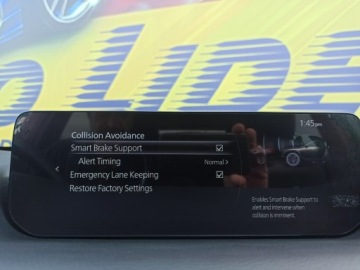 Collision Avoidance
1:45pm
Smart Brake Support
Alert Timing
Normal
Emergency Lane Keeping
Restore Factory Settings
Enables Smart Brake Support to
alert and intervene when
collision is imminent.